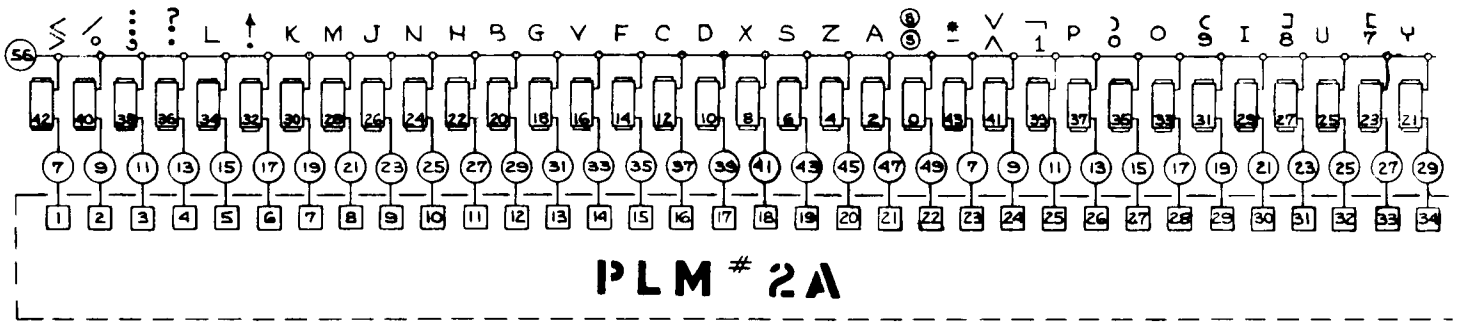 < / : ? L ↑ K M J N H B G V F C D X S Z A B * V ⌐ P Ɔ O C I ⊐ U ⊏ Y
> o ; : . S - Λ 1 0 9 8 7
56
42 40 38 36 34 32 30 28 26 24 22 20 18 16 14 12 10 8 6 4 2 0 43 41 39 37 35 33 31 29 27 25 23 21
7 9 11 13 15 17 19 21 23 25 27 29 31 33 35 37 39 41 43 45 47 49 7 9 11 13 15 17 19 21 23 25 27 29
1 2 3 4 5 6 7 8 9 10 11 12 13 14 15 16 17 18 19 20 21 22 23 24 25 26 27 28 29 30 31 32 33 34
PLM # 2A